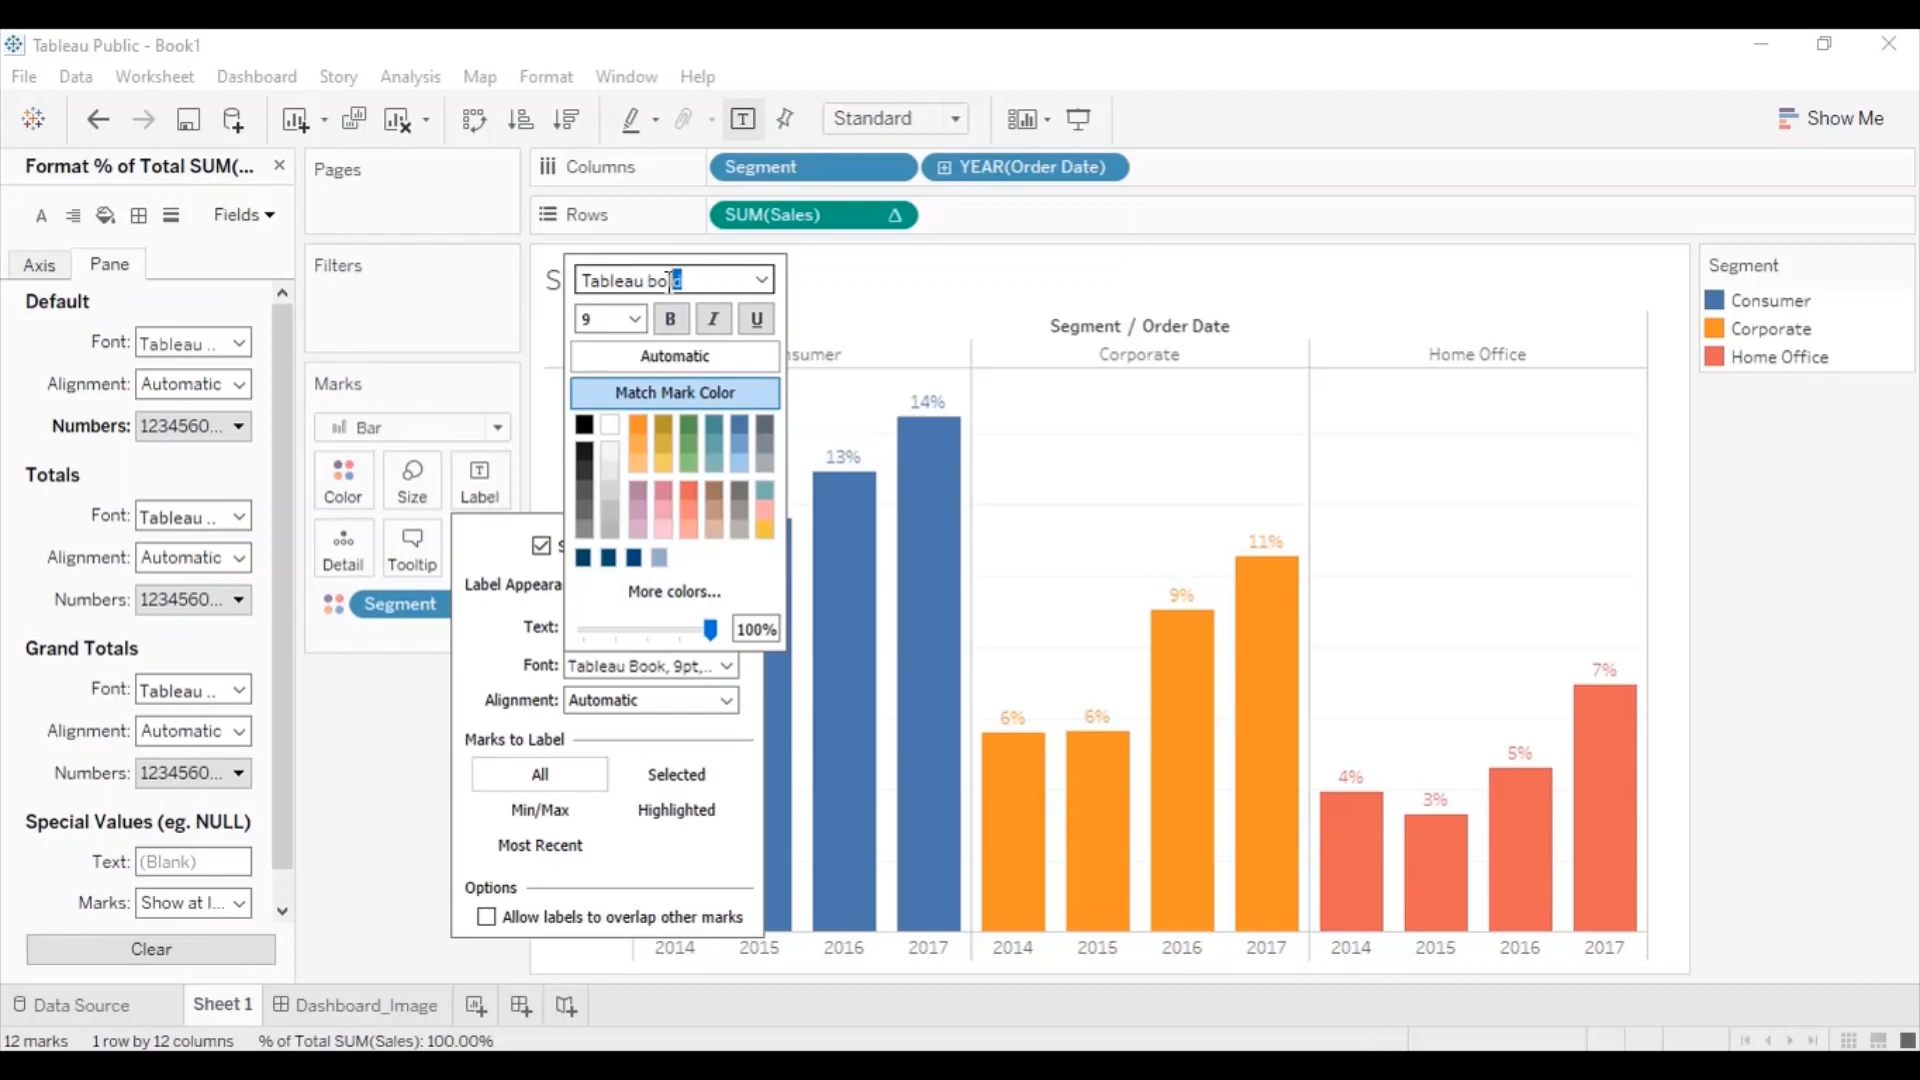 Tableau Public - Book1
File Data Worksheet Dashboard Story Analysis Map Format Window Help
Standard
Show Me
Format % of Total SUM(...
Fields
Axis Pane
Default
Font: Tableau ..
Alignment: Automatic
Numbers: 1234560...
Totals
Font: Tableau ..
Alignment: Automatic
Numbers: 1234560...
Grand Totals
Font: Tableau ..
Alignment: Automatic
Numbers: 1234560...
Special Values (eg. NULL)
Text: (Blank)
Marks: Show at I...
Clear
Pages
Filters
Marks
Bar
Color Size Label
Detail Tooltip
Segment
Columns Segment YEAR(Order Date)
Rows SUM(Sales)
S
Tableau bold
9 B I U
Automatic
Match Mark Color
More colors...
100%
S
Label Appeara
Text:
Font: Tableau Book, 9pt,...
Alignment: Automatic
Marks to Label
All Selected
Min/Max Highlighted
Most Recent
Options
Allow labels to overlap other marks
Segment / Order Date
nsumer Corporate Home Office
13% 14%
6% 6% 9% 11%
4% 3% 5% 7%
2014 2015 2016 2017 2014 2015 2016 2017 2014 2015 2016 2017
Segment
Consumer
Corporate
Home Office
Data Source Sheet 1 Dashboard_Image
12 marks 1 row by 12 columns % of Total SUM(Sales): 100.00%